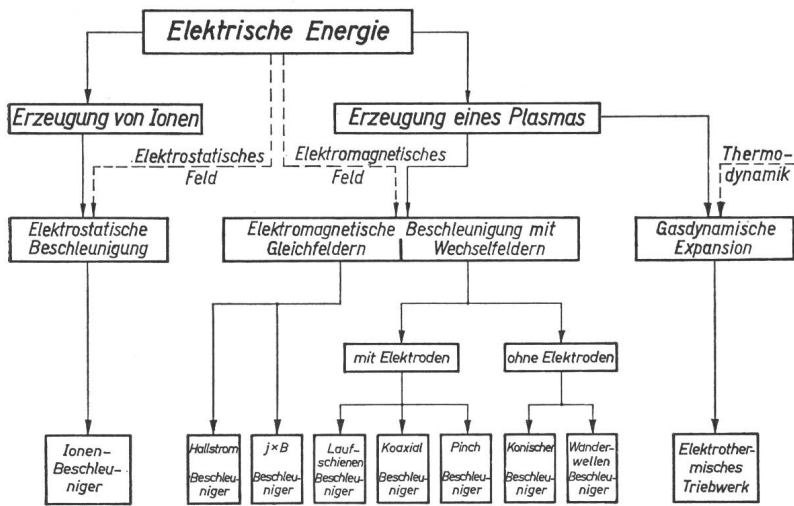 Elektrische Energie
Erzeugung von Ionen
Erzeugung eines Plasmas
Elektrostatisches
Feld
Elektromagnetisches
Feld
Thermo-
dynamik
Elektrostatische
Beschleunigung
Elektromagnetische Beschleunigung mit
Gleichfeldern Wechselfeldern
Gasdynamische
Expansion
mit Elektroden
ohne Elektroden
Ionen-
Beschleu-
niger
Hallstrom
Beschleu-
niger
j×B
Beschleu-
niger
Lauf-
schienen
Beschleu-
niger
Koaxial
Beschleu-
niger
Pinch
Beschleu-
niger
Konischer
Beschleu-
niger
Wander-
wellen
Beschleu-
niger
Elektrother-
misches
Triebwerk